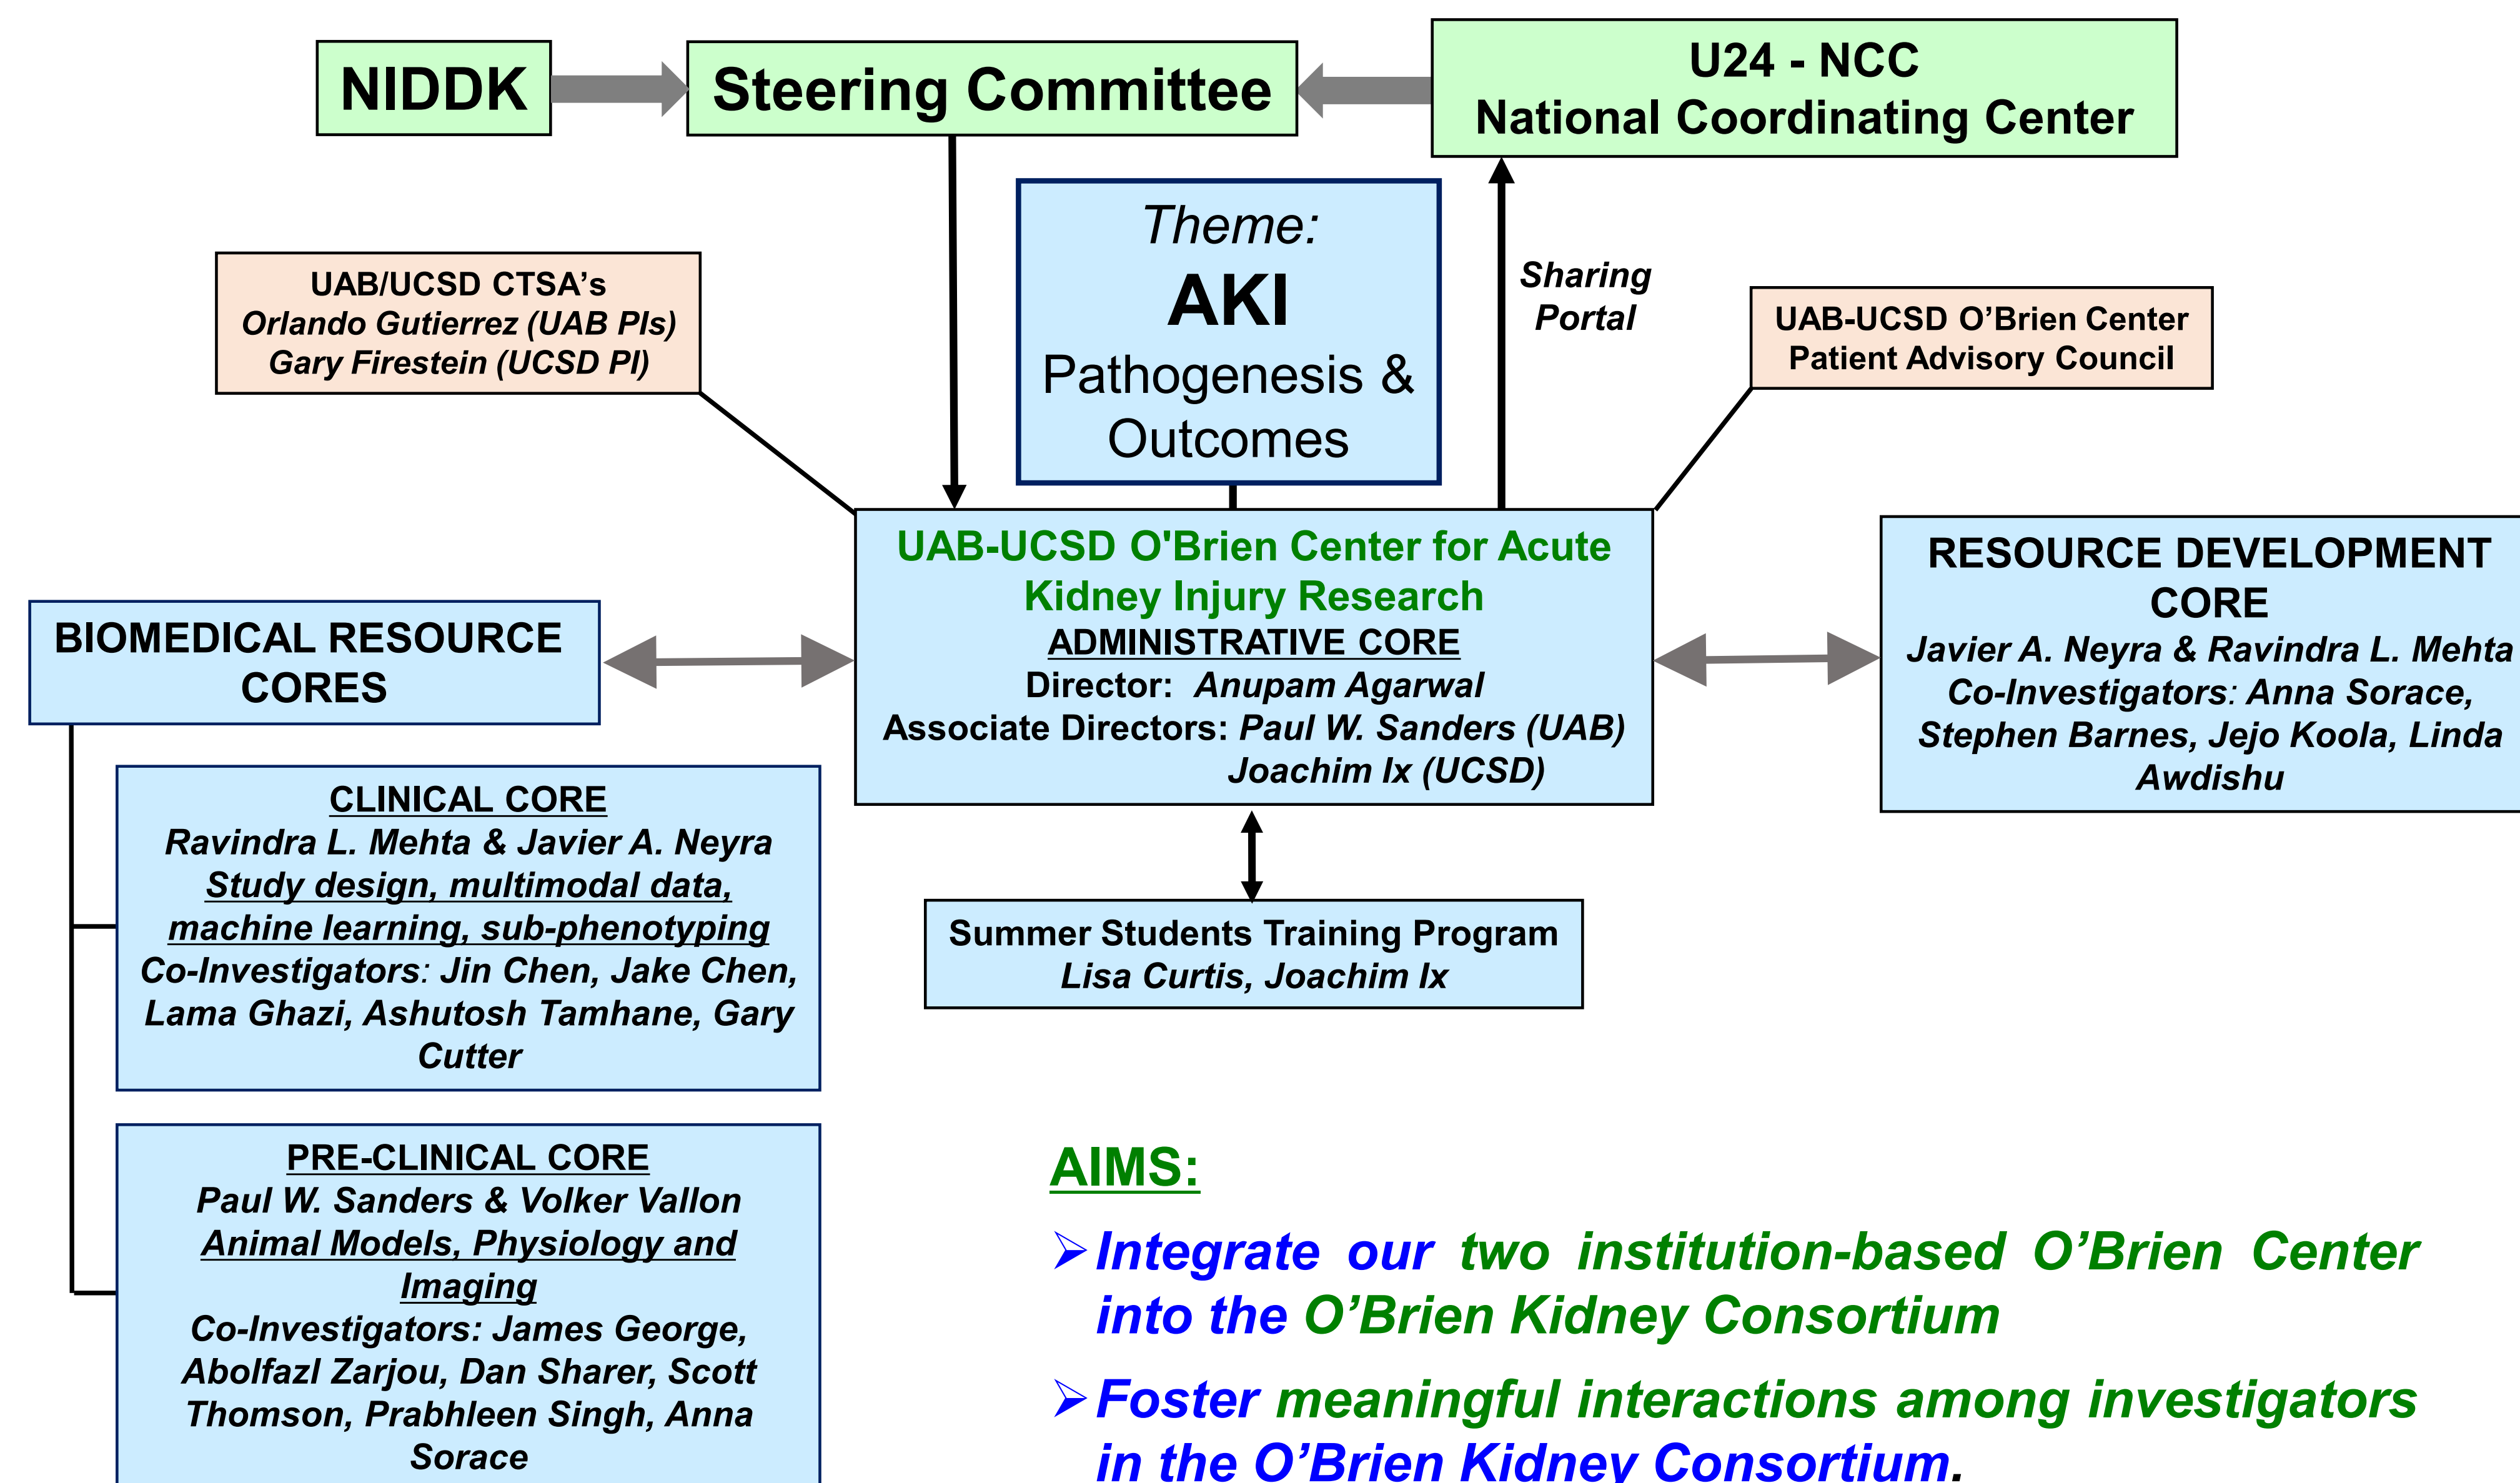 NIDDK
Steering Committee
U24 - NCC
National Coordinating Center
Theme:
AKI
Pathogenesis &
Outcomes
Sharing
Portal
UAB/UCSD CTSA’s
Orlando Gutierrez (UAB PIs)
Gary Firestein (UCSD PI)
UAB-UCSD O’Brien Center
Patient Advisory Council
UAB-UCSD O'Brien Center for Acute
Kidney Injury Research
ADMINISTRATIVE CORE
Director: Anupam Agarwal
Associate Directors: Paul W. Sanders (UAB)
Joachim Ix (UCSD)
RESOURCE DEVELOPMENT
CORE
Javier A. Neyra & Ravindra L. Mehta
Co-Investigators: Anna Sorace,
Stephen Barnes, Jejo Koola, Linda
Awdishu
BIOMEDICAL RESOURCE
CORES
CLINICAL CORE
Ravindra L. Mehta & Javier A. Neyra
Study design, multimodal data,
machine learning, sub-phenotyping
Co-Investigators: Jin Chen, Jake Chen,
Lama Ghazi, Ashutosh Tamhane, Gary
Cutter
Summer Students Training Program
Lisa Curtis, Joachim Ix
PRE-CLINICAL CORE
Paul W. Sanders & Volker Vallon
Animal Models, Physiology and
Imaging
Co-Investigators: James George,
Abolfazl Zarjou, Dan Sharer, Scott
Thomson, Prabhleen Singh, Anna
Sorace
AIMS:
➢Integrate our two institution-based O’Brien Center
into the O’Brien Kidney Consortium
➢Foster meaningful interactions among investigators
in the O’Brien Kidney Consortium.